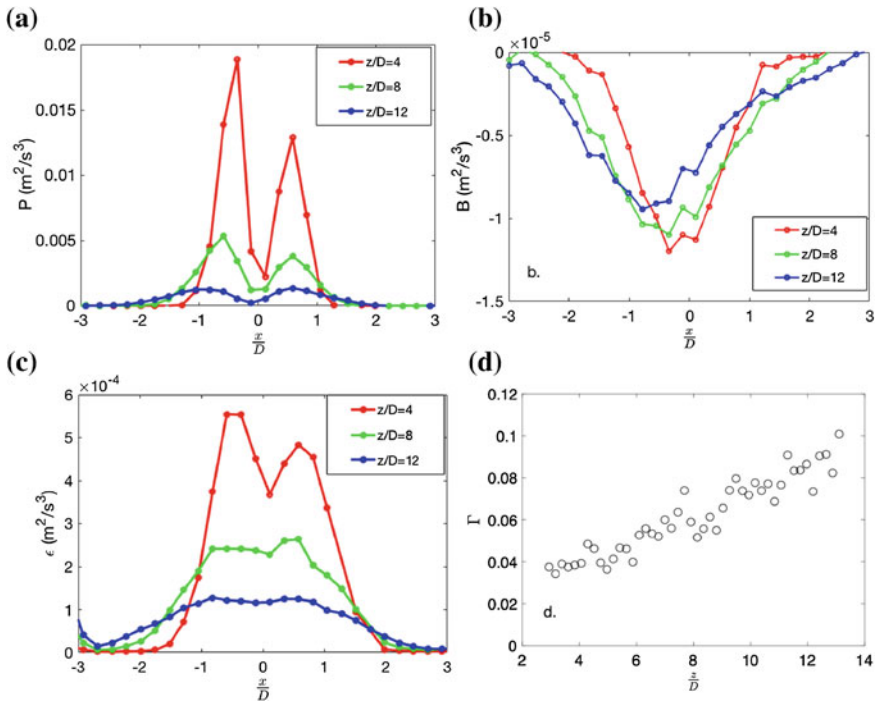 (a)
0.02
0.015
0.01
0.005
0
P (m²/s³)
z/D=4
z/D=8
z/D=12
-3 -2 -1 0 1 2 3
x/D
(b)
×10⁻⁵
0
-0.5
-1
-1.5
B (m²/s³)
z/D=4
z/D=8
z/D=12
b.
-3 -2 -1 0 1 2 3
x/D
(c)
×10⁻⁴
6
5
4
3
2
1
0
ϵ (m²/s³)
z/D=4
z/D=8
z/D=12
-3 -2 -1 0 1 2 3
x/D
(d)
0.12
0.1
0.08
0.06
0.04
0.02
0
Γ
d.
2 4 6 8 10 12 14
z/D